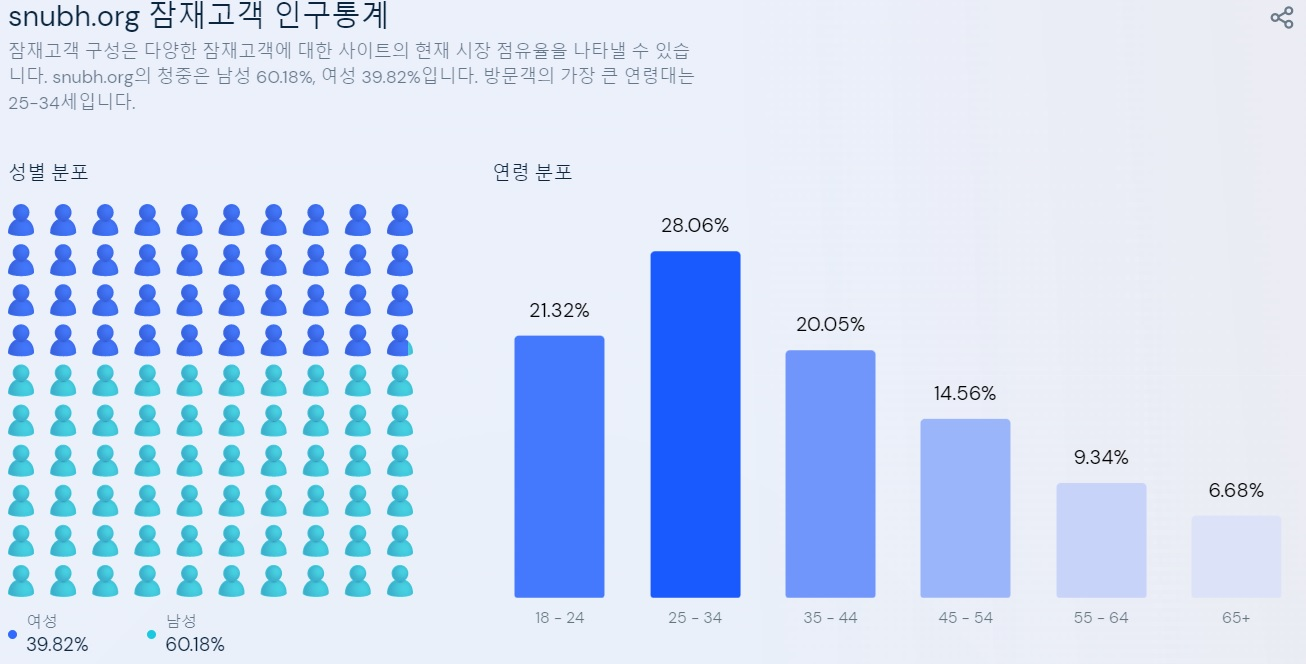 snubh.org 잠재고객 인구통계
잠재고객 구성은 다양한 잠재고객에 대한 사이트의 현재 시장 점유율을 나타낼 수 있습
니다. snubh.org의 청중은 남성 60.18%, 여성 39.82%입니다. 방문객의 가장 큰 연령대는
25-34세입니다.
성별 분포
여성
39.82%
남성
60.18%
연령 분포
21.32%
28.06%
20.05%
14.56%
9.34%
6.68%
18 - 24
25 - 34
35 - 44
45 - 54
55 - 64
65+